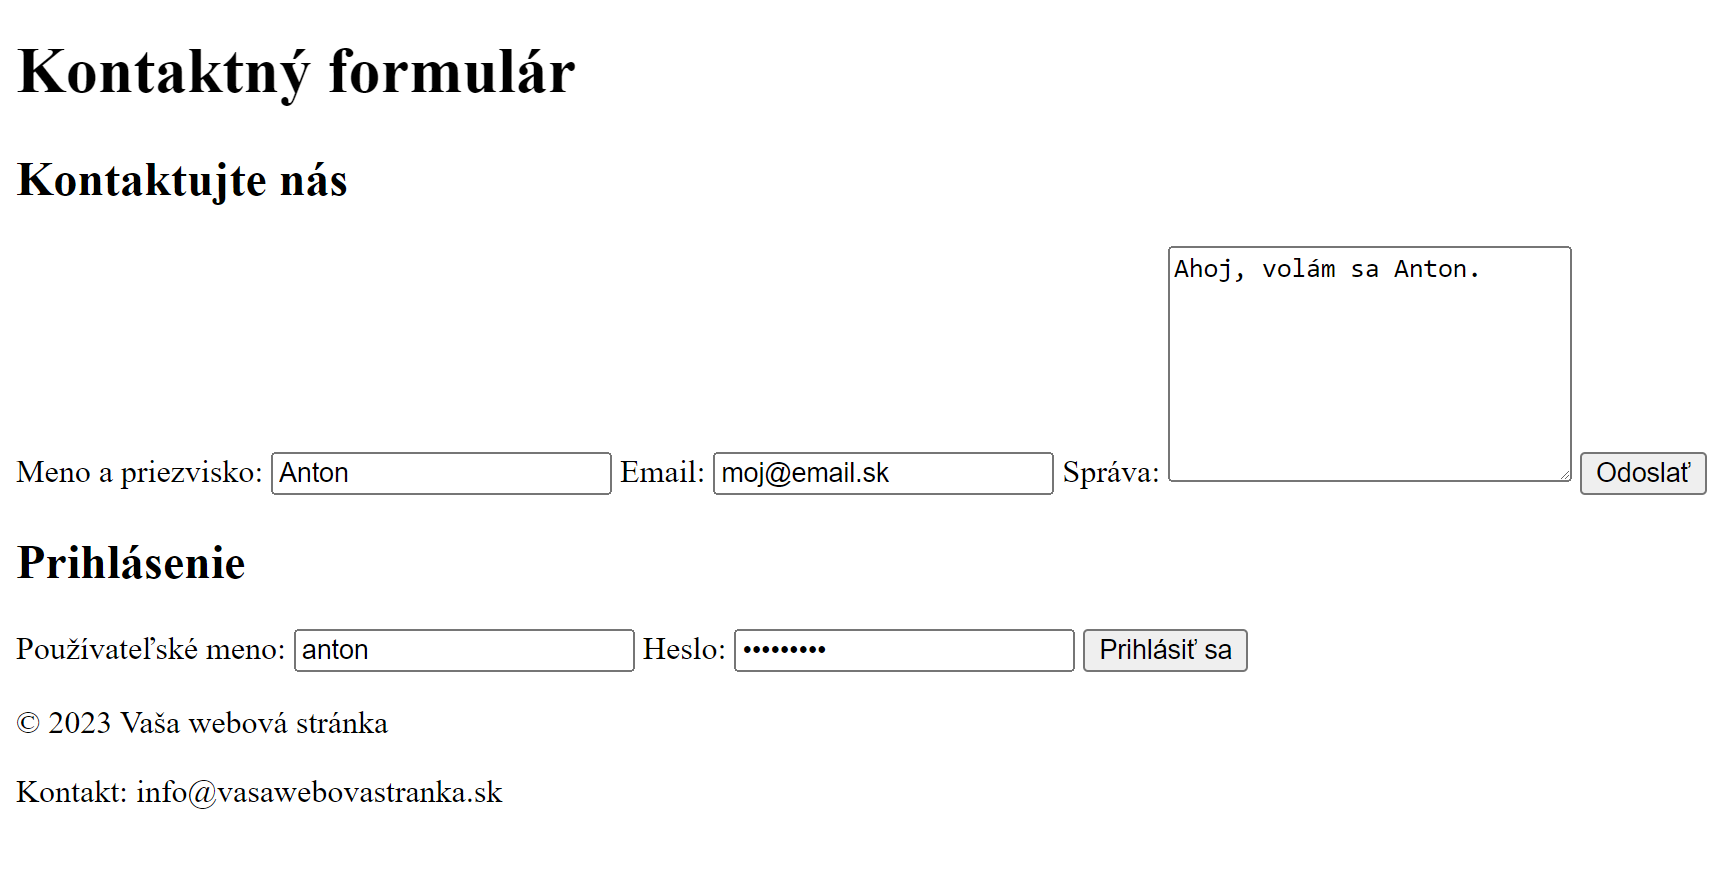 Kontaktný formulár
Kontaktujte nás
Ahoj, volám sa Anton.
Meno a priezvisko: Anton Email: moj@email.sk Správa: Odoslať
Prihlásenie
Používateľské meno: anton Heslo: ••••••••• Prihlásiť sa
© 2023 Vaša webová stránka
Kontakt: info@vasawebovastranka.sk